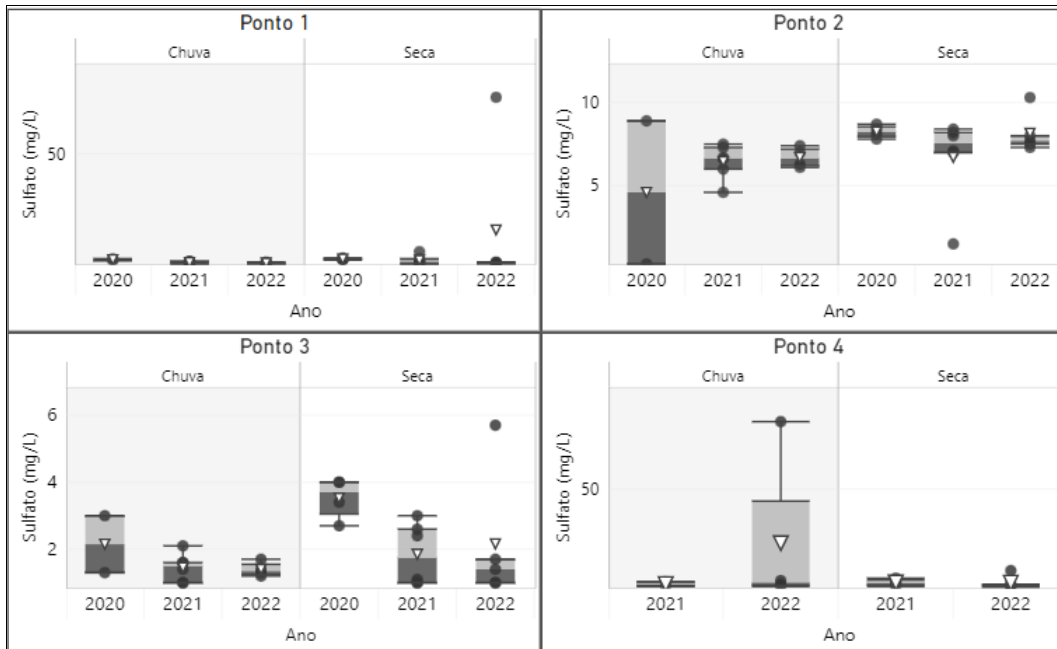 Ponto 1
Chuva Seca
Sulfato (mg/L)
50
2020 2021 2022 2020 2021 2022
Ano
Ponto 2
Chuva Seca
Sulfato (mg/L)
10
5
2020 2021 2022 2020 2021 2022
Ano
Ponto 3
Chuva Seca
Sulfato (mg/L)
6
4
2
2020 2021 2022 2020 2021 2022
Ano
Ponto 4
Chuva Seca
Sulfato (mg/L)
50
2021 2022 2021 2022
Ano